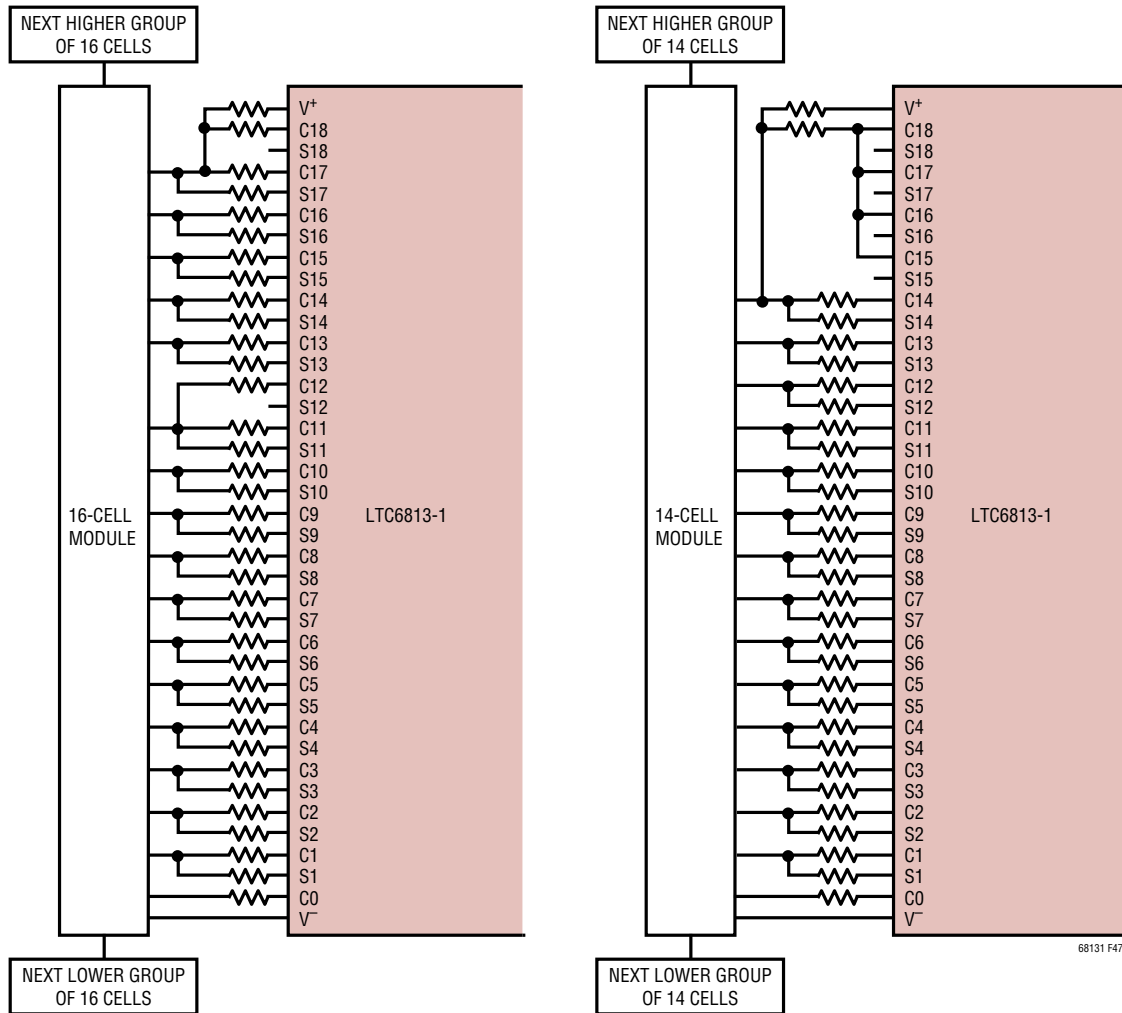 NEXT HIGHER GROUP
OF 16 CELLS
V+
C18
S18
C17
S17
C16
S16
C15
S15
C14
S14
C13
S13
C12
S12
C11
S11
C10
S10
C9
S9
C8
S8
C7
S7
C6
S6
C5
S5
C4
S4
C3
S3
C2
S2
C1
S1
C0
V–
16-CELL
MODULE
LTC6813-1
NEXT LOWER GROUP
OF 16 CELLS
NEXT HIGHER GROUP
OF 14 CELLS
V+
C18
S18
C17
S17
C16
S16
C15
S15
C14
S14
C13
S13
C12
S12
C11
S11
C10
S10
C9
S9
C8
S8
C7
S7
C6
S6
C5
S5
C4
S4
C3
S3
C2
S2
C1
S1
C0
V–
14-CELL
MODULE
LTC6813-1
NEXT LOWER GROUP
OF 14 CELLS
68131 F47